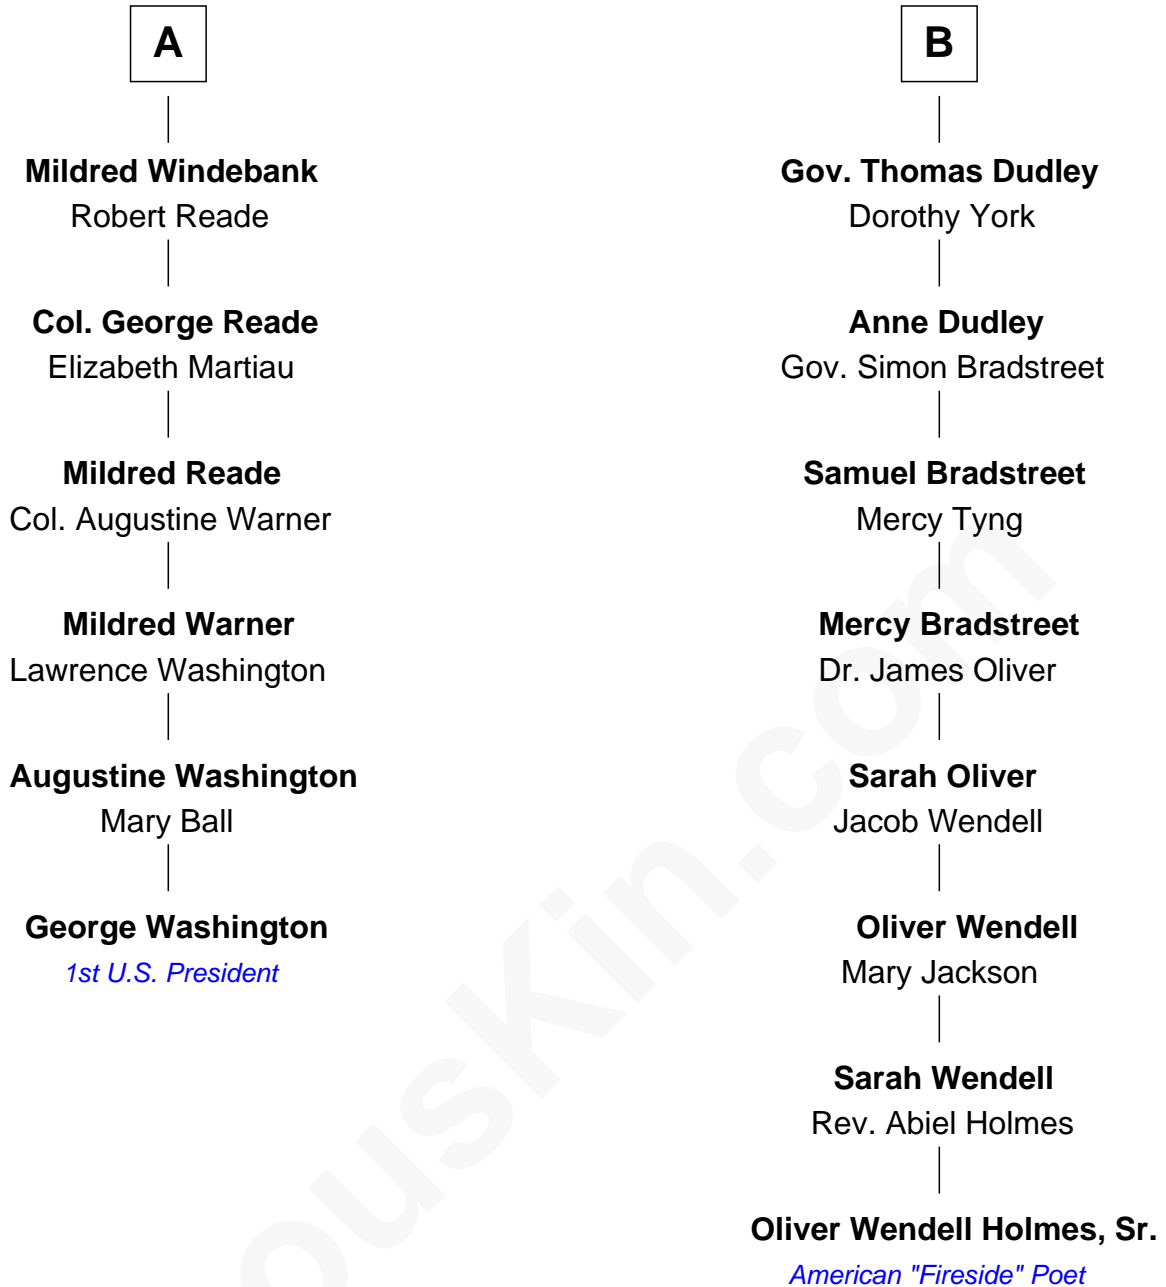 A
Mildred Windebank
Robert Reade
Col. George Reade
Elizabeth Martiau
Mildred Reade
Col. Augustine Warner
Mildred Warner
Lawrence Washington
Augustine Washington
Mary Ball
George Washington
1st U.S. President
B
Gov. Thomas Dudley
Dorothy York
Anne Dudley
Gov. Simon Bradstreet
Samuel Bradstreet
Mercy Tyng
Mercy Bradstreet
Dr. James Oliver
Sarah Oliver
Jacob Wendell
Oliver Wendell
Mary Jackson
Sarah Wendell
Rev. Abiel Holmes
Oliver Wendell Holmes, Sr.
American "Fireside" Poet
ousKin.com